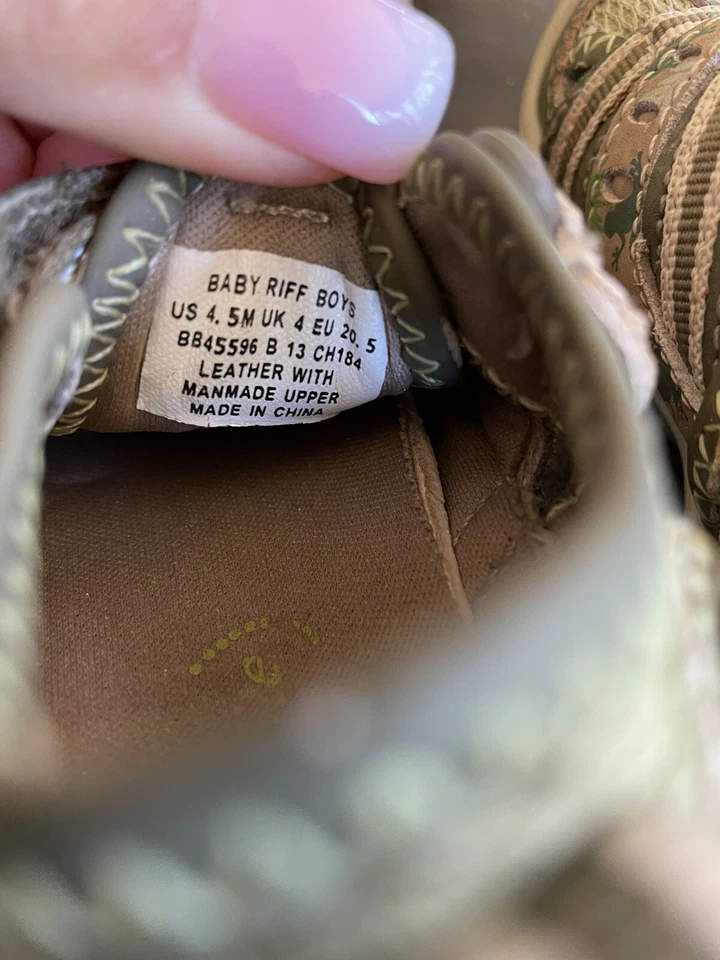 BABY RIFF BOYS
US 4.5M UK 4 EU 20.5
BB45596 B 13 CH184
LEATHER WITH
MANMADE UPPER
MADE IN CHINA